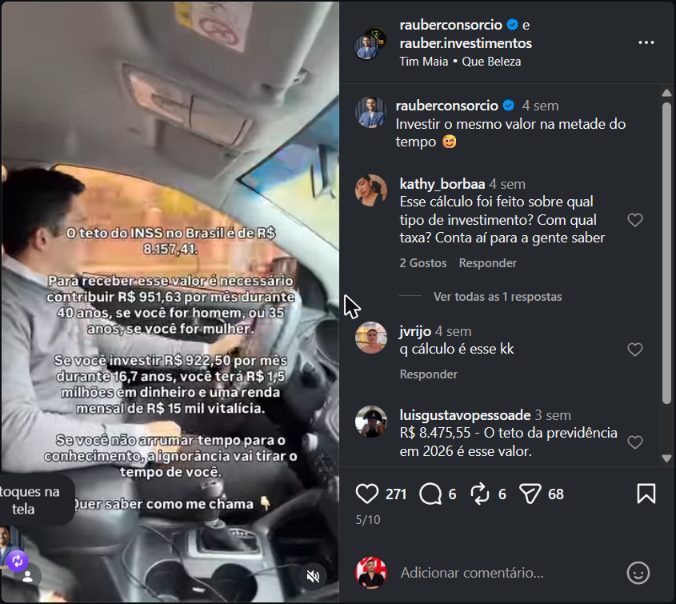 O teto do INSS no Brasil é de R$
8.157,41.
Para receber esse valor é necessário
contribuir R$ 951,63 por mês durante
40 anos, se você for homem, ou 35
anos, se você for mulher.
Se você investir R$ 922,50 por mês
durante 16,7 anos, você terá R$ 1,5
milhões em dinheiro e uma renda
mensal de R$ 15 mil vitalícia.
Se você não arrumar tempo para o
conhecimento, a ignorância vai tirar o
tempo de você.
Quer saber como me chama 👇
toques na
tela
rauberconsorcio e
rauber.investimentos
Tim Maia • Que Beleza
rauberconsorcio 4 sem
Investir o mesmo valor na metade do
tempo 😉
kathy_borbaa 4 sem
Esse cálculo foi feito sobre qual
tipo de investimento? Com qual
taxa? Conta aí para a gente saber
2 Gostos Responder
Ver todas as 1 respostas
jvrijo 4 sem
q cálculo é esse kk
Responder
luisgustavopessoade 3 sem
R$ 8.475,55 - O teto da previdência
em 2026 é esse valor.
271 6 6 68
5/10
Adicionar comentário...